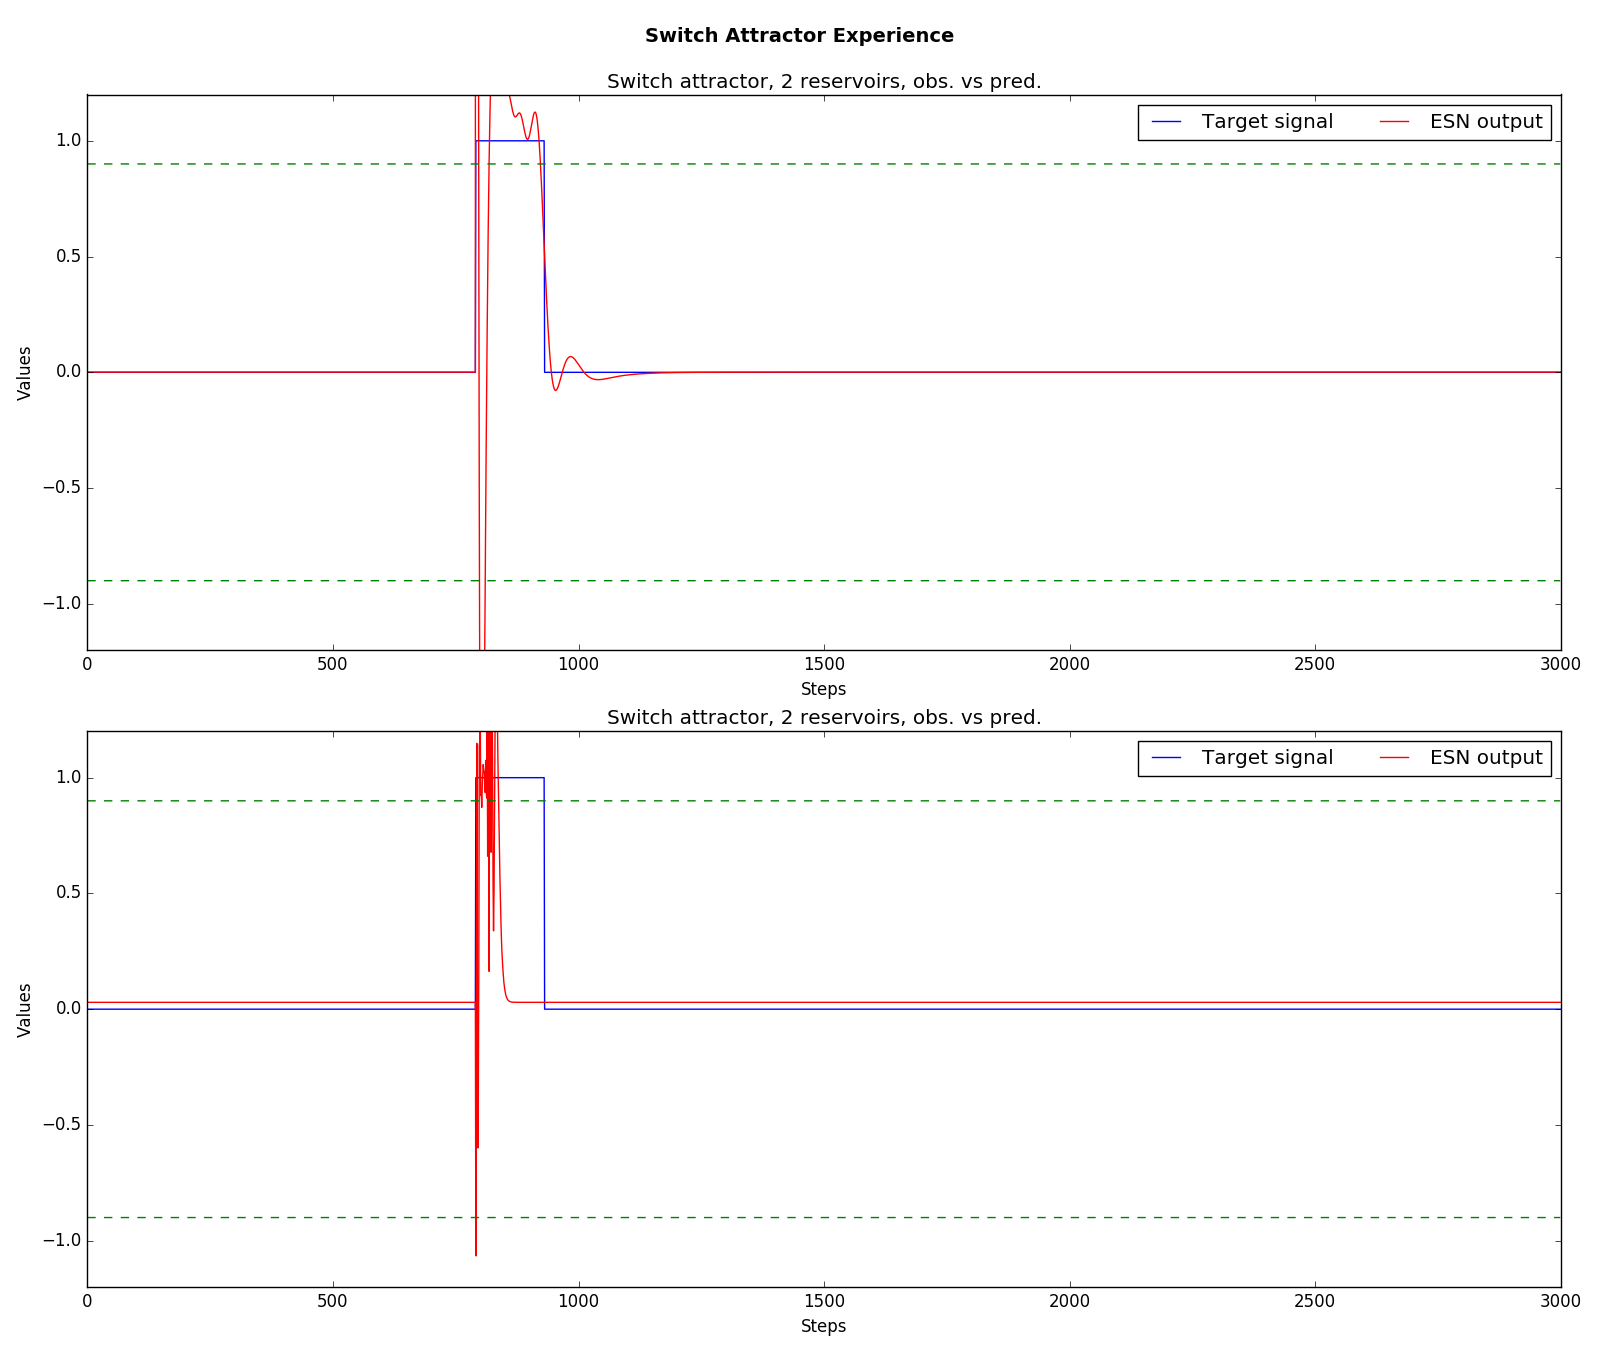 Switch Attractor Experience
Switch attractor, 2 reservoirs, obs. vs pred.
Target signal ESN output
1.0
0.5
0.0
−0.5
−1.0
Values
0 500 1000 1500 2000 2500 3000
Steps
Switch attractor, 2 reservoirs, obs. vs pred.
Target signal ESN output
1.0
0.5
0.0
−0.5
−1.0
Values
0 500 1000 1500 2000 2500 3000
Steps